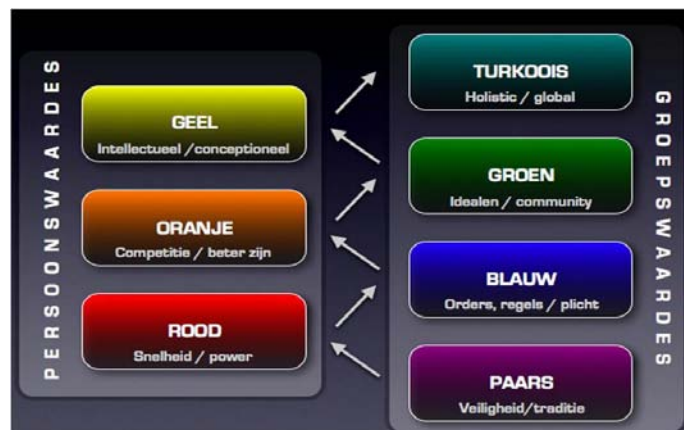 PERSOONSWAARDES
GEEL
Intellectueel /conceptioneel
ORANJE
Competitie / beter zijn
ROOD
Snelheid / power
TURKOOIS
Holistic / global
GROEN
Idealen / community
BLAUW
Orders, regels / plicht
PAARS
Veiligheid/traditie
GROEPSWAARDES